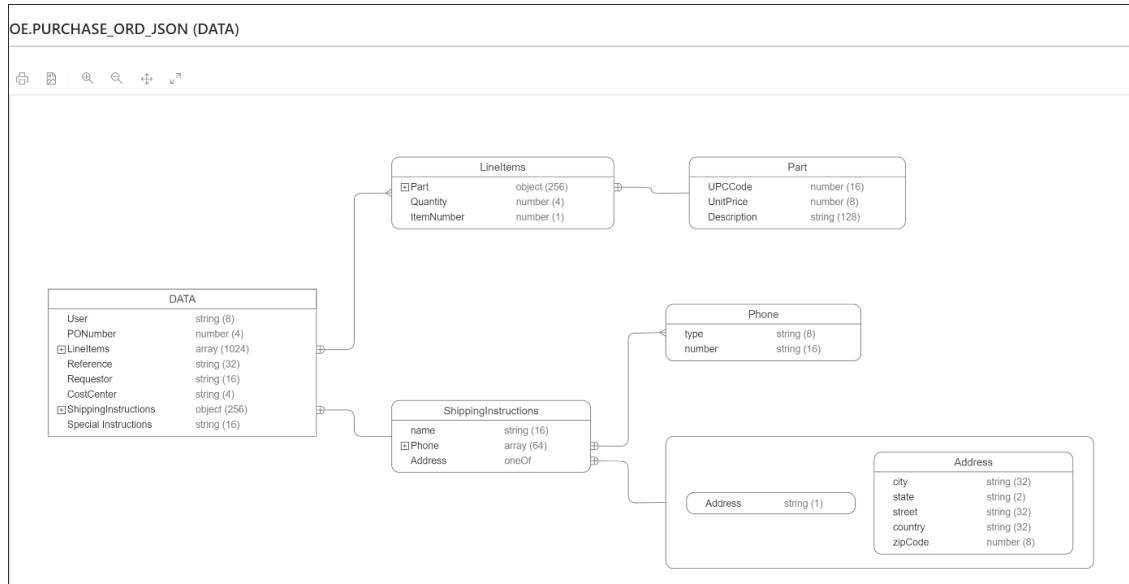 OE.PURCHASE_ORD_JSON (DATA)
LineItems
Part object (256)
Quantity number (4)
ItemNumber number (1)
Part
UPCCode number (16)
UnitPrice number (8)
Description string (128)
DATA
User string (8)
PONumber number (4)
LineItems array (1024)
Reference string (32)
Requestor string (16)
CostCenter string (4)
ShippingInstructions object (256)
Special Instructions string (16)
Phone
type string (8)
number string (16)
ShippingInstructions
name string (16)
Phone array (64)
Address oneOf
Address string (1)
Address
city string (32)
state string (2)
street string (32)
country string (32)
zipCode number (8)